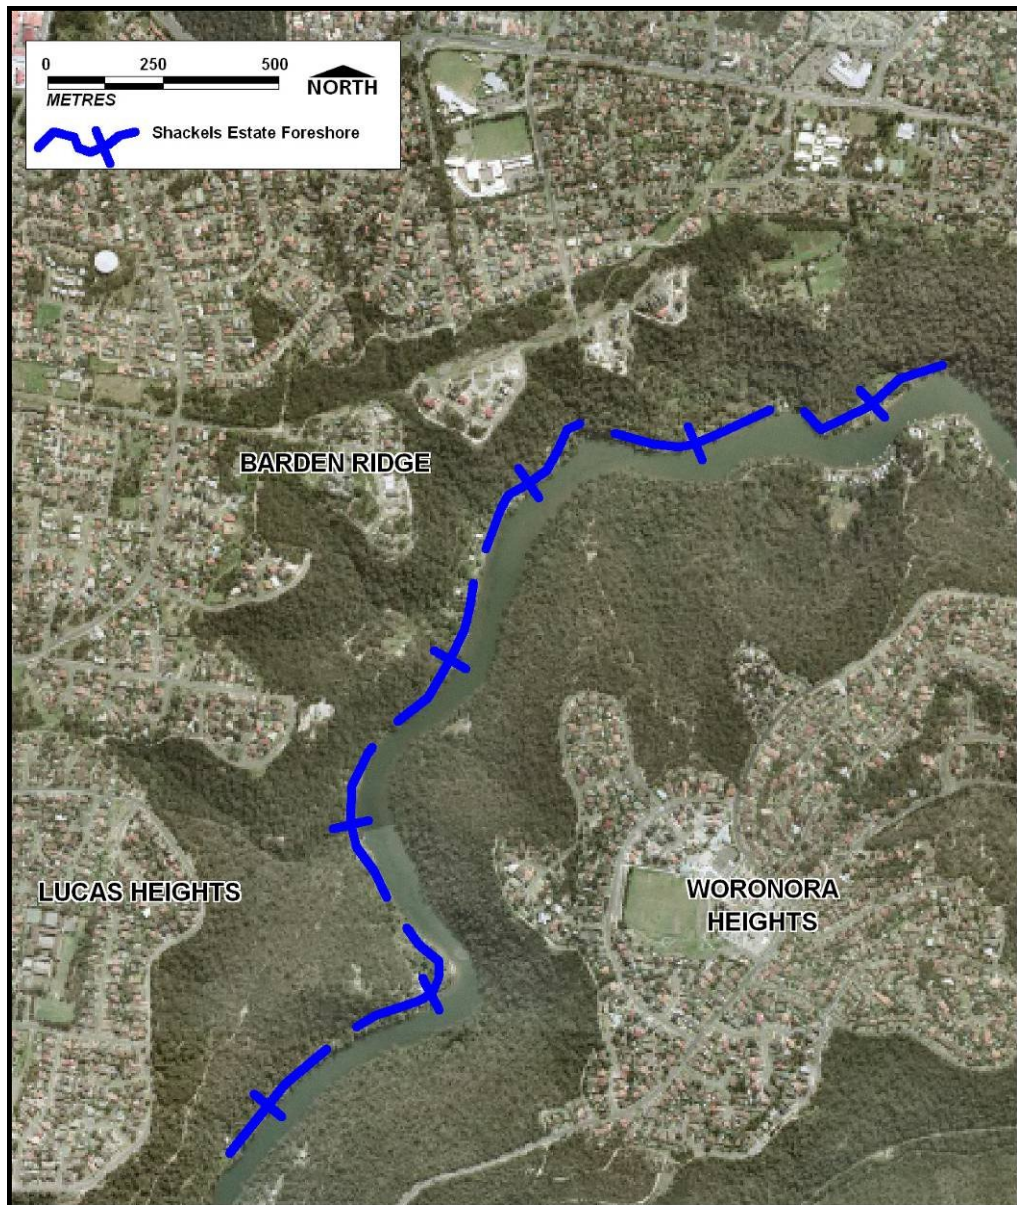 0 250 500
METRES
NORTH
Shackels Estate Foreshore
BARDEN RIDGE
LUCAS HEIGHTS
WORONORA
HEIGHTS